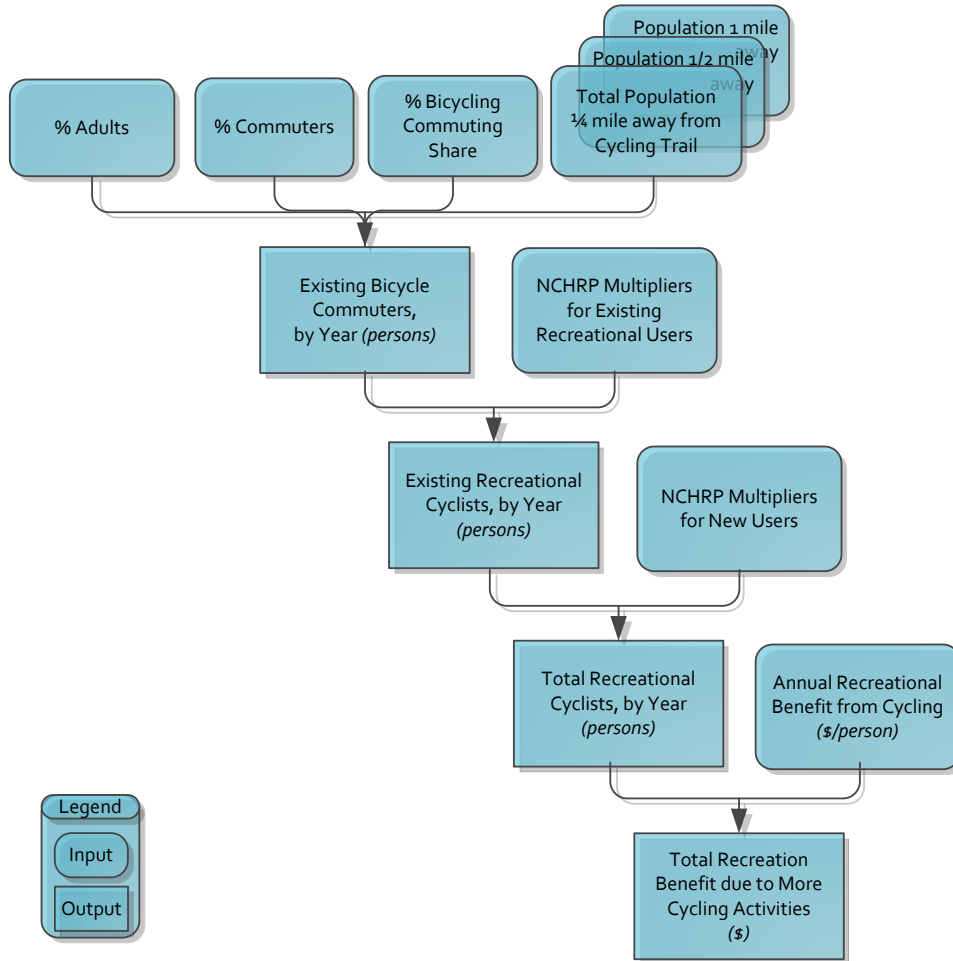 Population 1 mile
away
Population 1/2 mile
away
Total Population
¼ mile away from
Cycling Trail
% Adults
% Commuters
% Bicycling
Commuting
Share
Existing Bicycle
Commuters,
by Year (persons)
NCHRP Multipliers
for Existing
Recreational Users
Existing Recreational
Cyclists, by Year
(persons)
NCHRP Multipliers
for New Users
Total Recreational
Cyclists, by Year
(persons)
Annual Recreational
Benefit from Cycling
($/person)
Total Recreation
Benefit due to More
Cycling Activities
($)
Legend
Input
Output